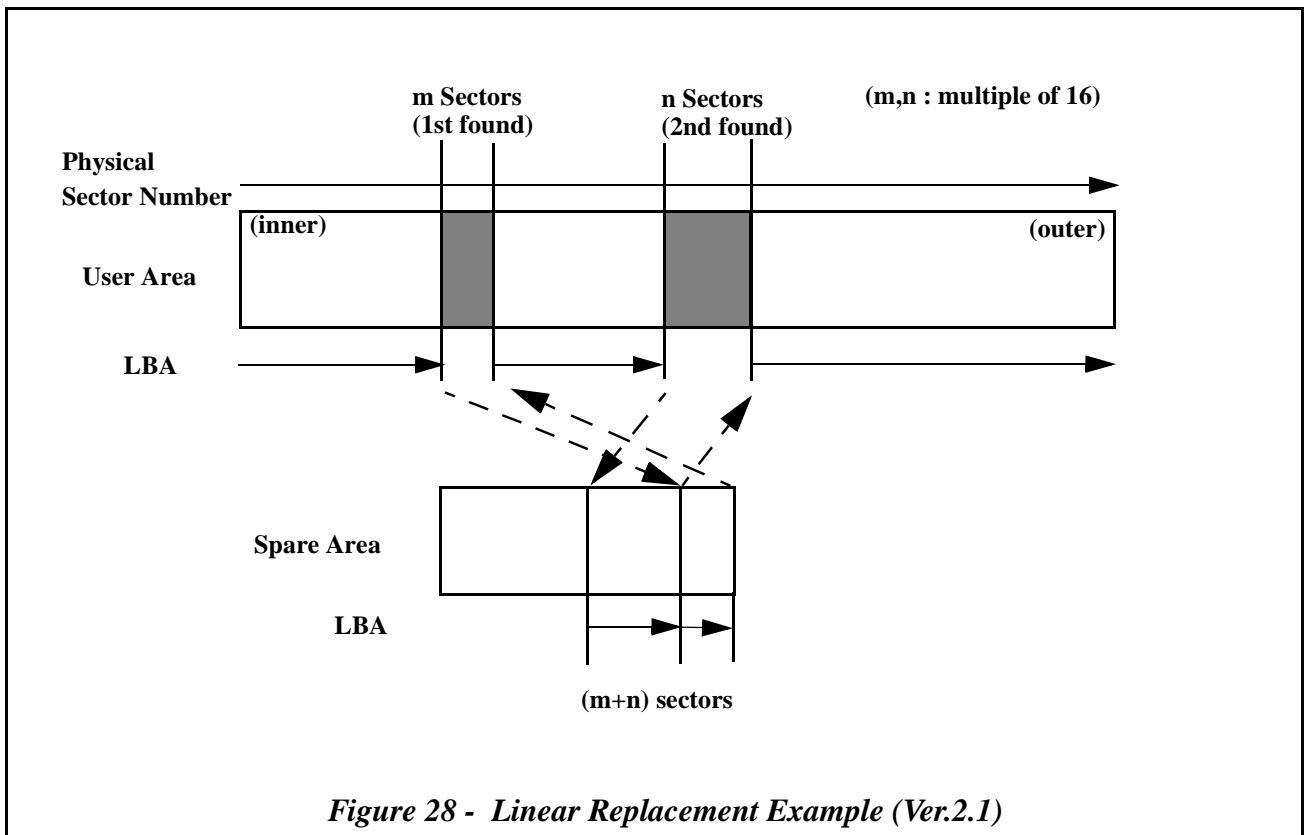 m Sectors
(1st found)
n Sectors
(2nd found)
(m,n : multiple of 16)
Physical
Sector Number
(inner)
(outer)
User Area
LBA
Spare Area
LBA
(m+n) sectors
Figure 28 - Linear Replacement Example (Ver.2.1)